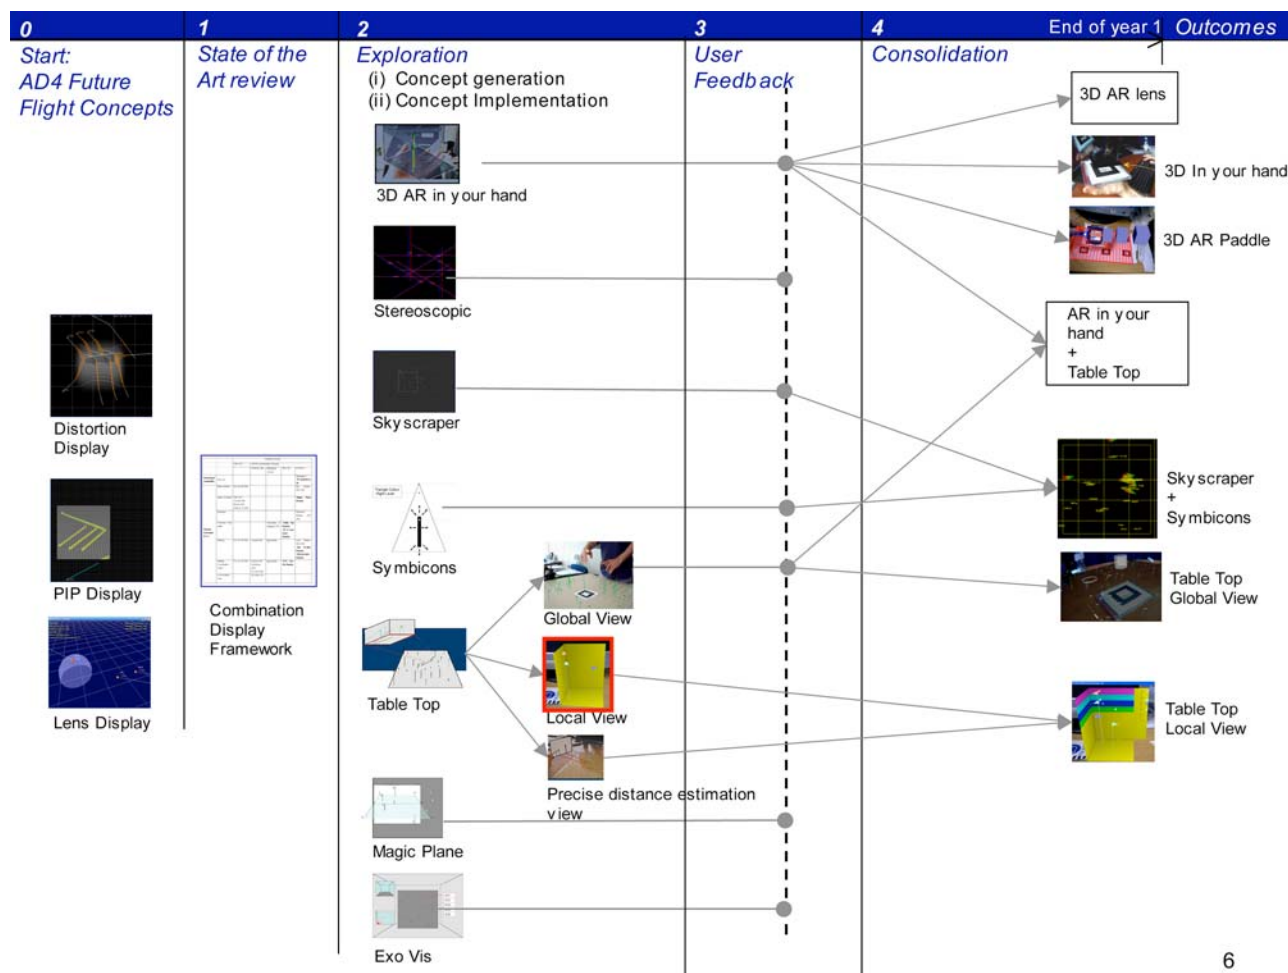 0
1
2
3
4
End of year 1
Outcomes
Start:
AD4 Future
Flight Concepts
State of the
Art review
Exploration
(i) Concept generation
(ii) Concept Implementation
User
Feedback
Consolidation
3D AR lens
3D AR in your hand
3D In your hand
3D AR Paddle
Stereoscopic
AR in your
hand
+
Table Top
Distortion
Display
Skyscraper
Skyscraper
+
Symbicons
PIP Display
Symbicons
Combination
Display
Framework
Global View
Table Top
Global View
Lens Display
Table Top
Local View
Table Top
Local View
Precise distance estimation
view
Magic Plane
Exo Vis
6